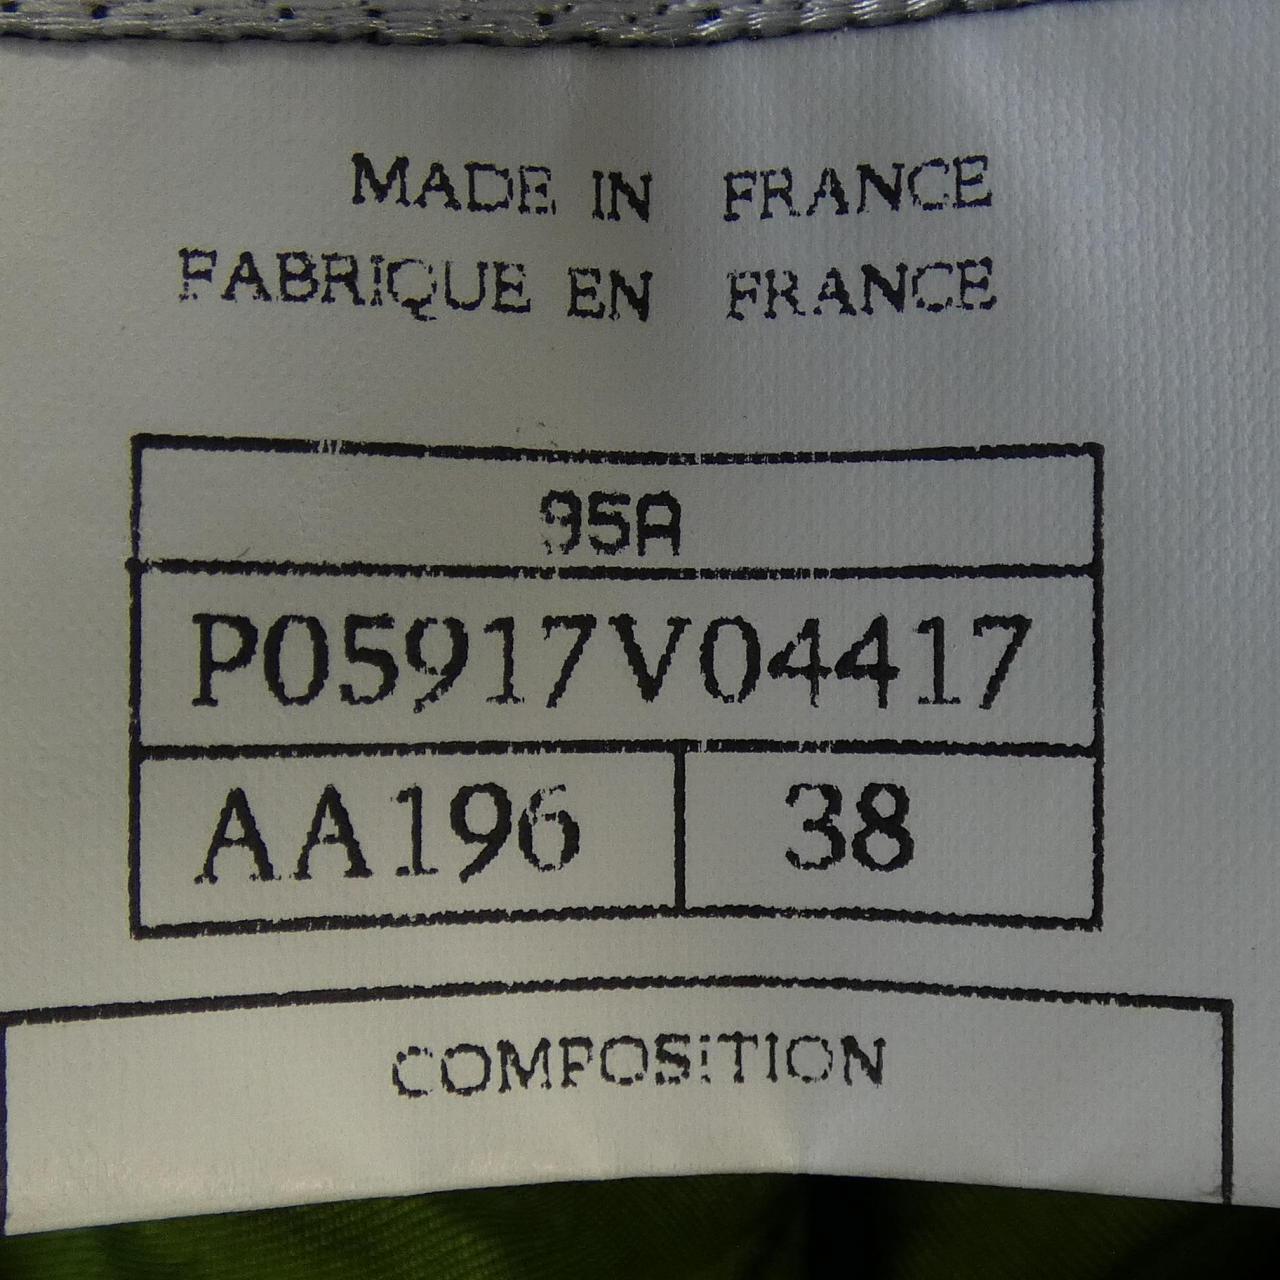 MADE IN FRANCE
FABRIQUE EN FRANCE
95A
P05917V04417
AA196 38
COMPOSITION